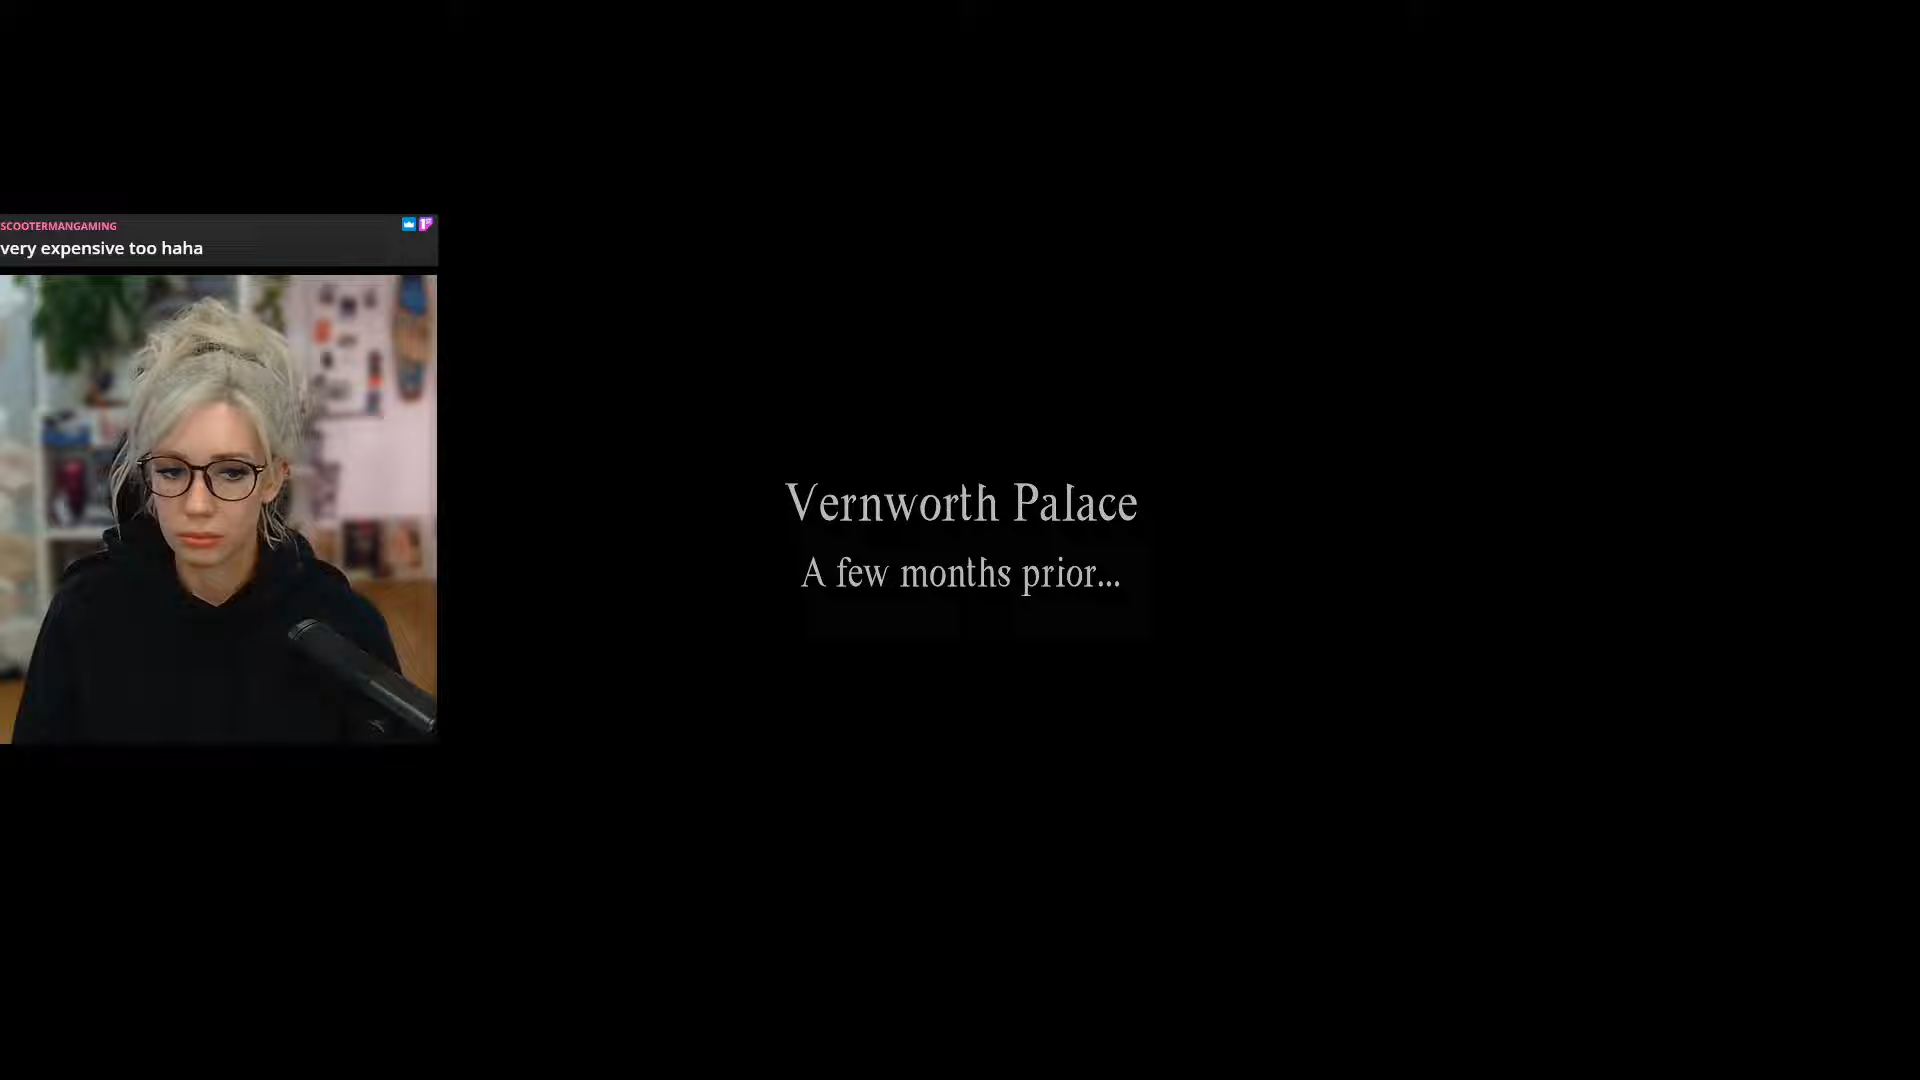 SCOOTERMANGAMING
very expensive too haha
Vernworth Palace
A few months prior...